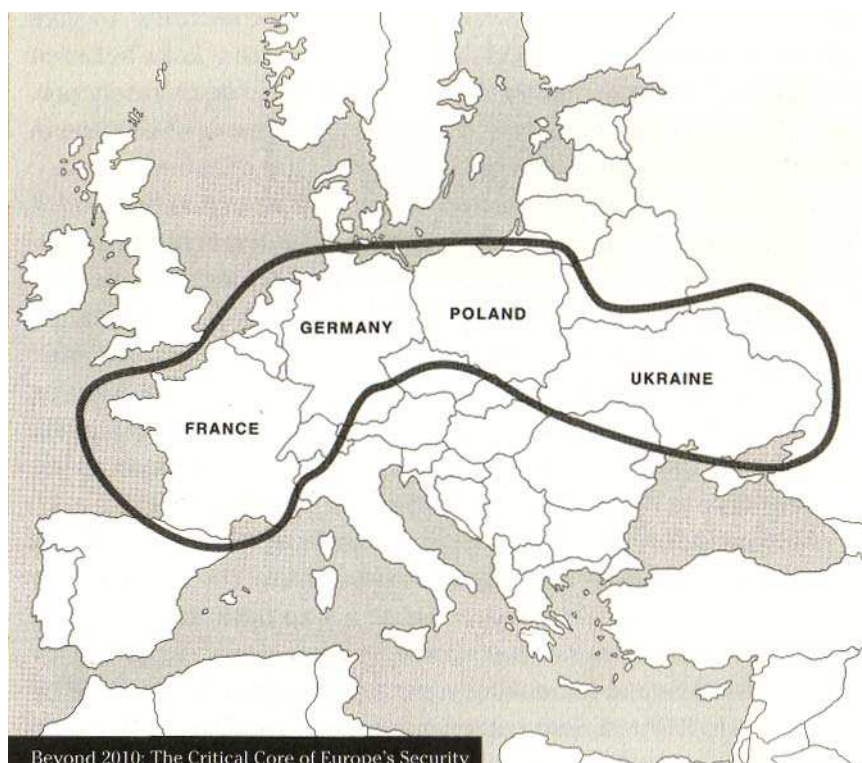 GERMANY
POLAND
UKRAINE
FRANCE
Beyond 2010: The Critical Core of Europe's Security